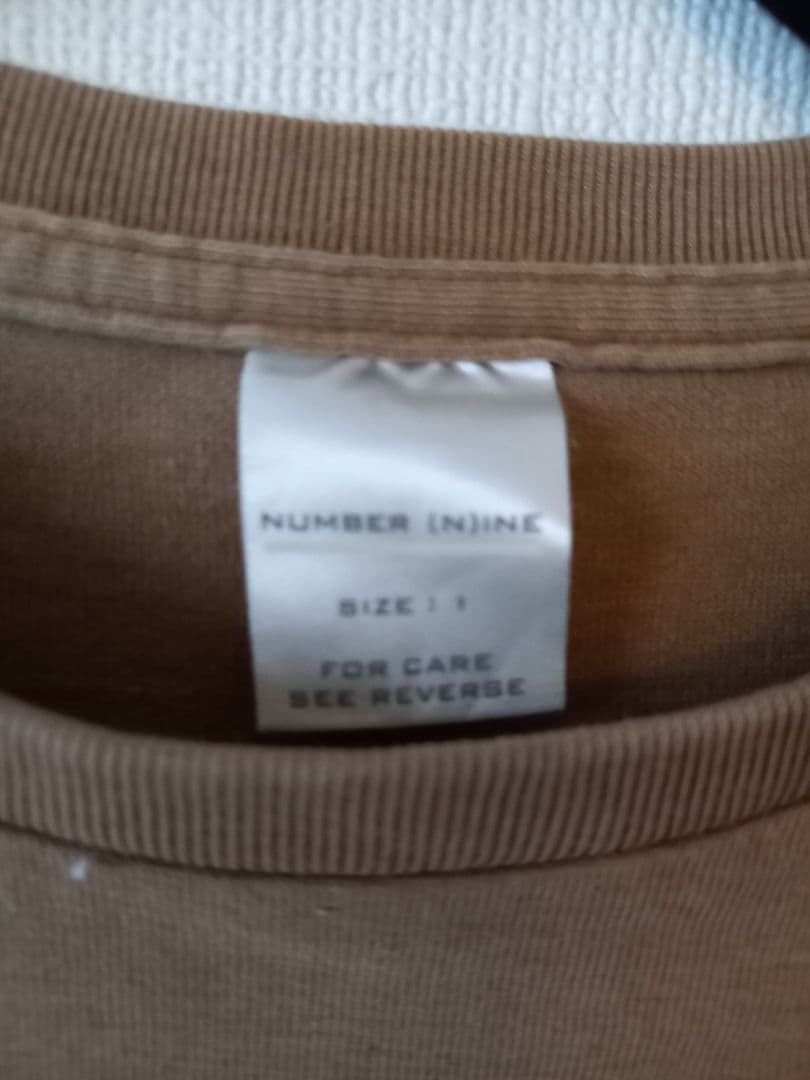 NUMBER (N)INE
SIZE : 1
FOR CARE
SEE REVERSE